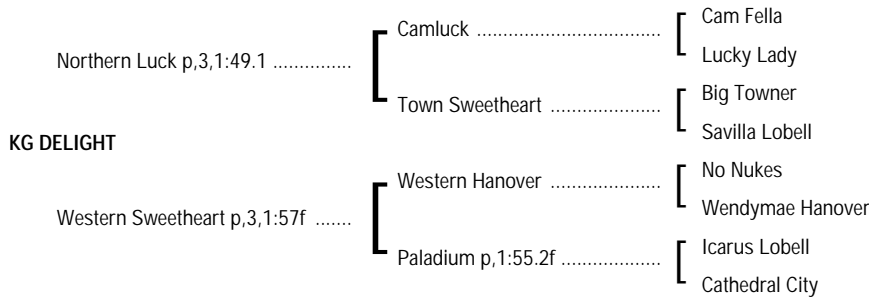 Cam Fella
Camluck ...................................
Lucky Lady
Northern Luck p,3,1:49.1 ...............
Big Towner
Town Sweetheart .....................
Savilla Lobell
KG DELIGHT
No Nukes
Western Hanover .....................
Wendymae Hanover
Western Sweetheart p,3,1:57f .......
Icarus Lobell
Paladium p,1:55.2f ...................
Cathedral City